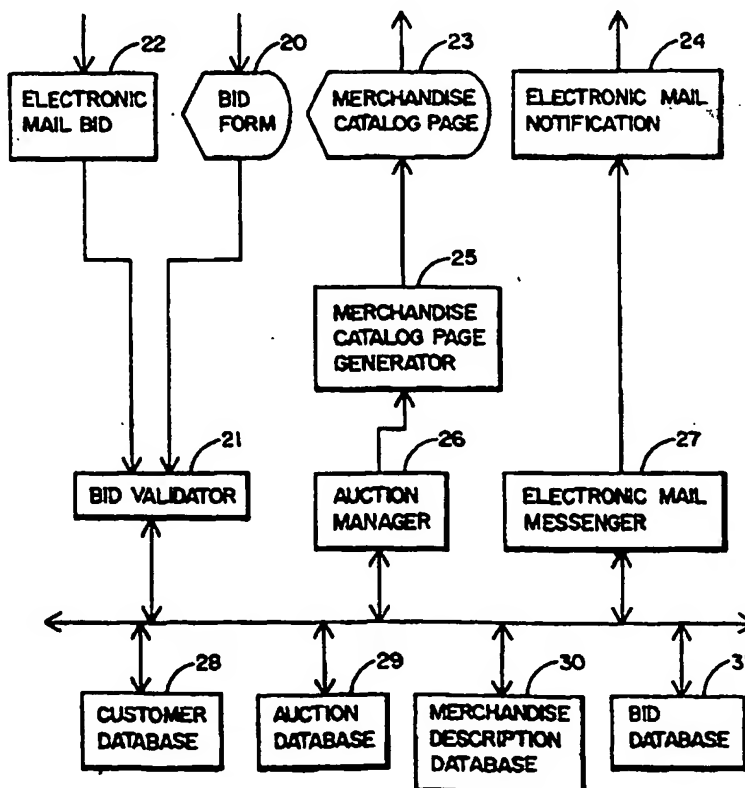 22
20
23
24
ELECTRONIC
MAIL BID
BID
FORM
MERCHANDISE
CATALOG PAGE
ELECTRONIC MAIL
NOTIFICATION
25
MERCHANDISE
CATALOG PAGE
GENERATOR
21
26
27
BID VALIDATOR
AUCTION
MANAGER
ELECTRONIC MAIL
MESSENGER
28
29
30
CUSTOMER
DATABASE
AUCTION
DATABASE
MERCHANDISE
DESCRIPTION
DATABASE
BID
DATABASE